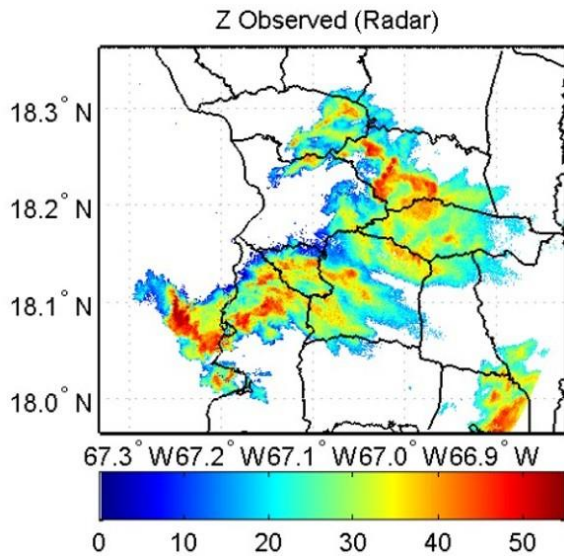 Z Observed (Radar)
18.3° N
18.2° N
18.1° N
18.0° N
67.3° W67.2° W67.1° W67.0° W66.9° W
0 10 20 30 40 50